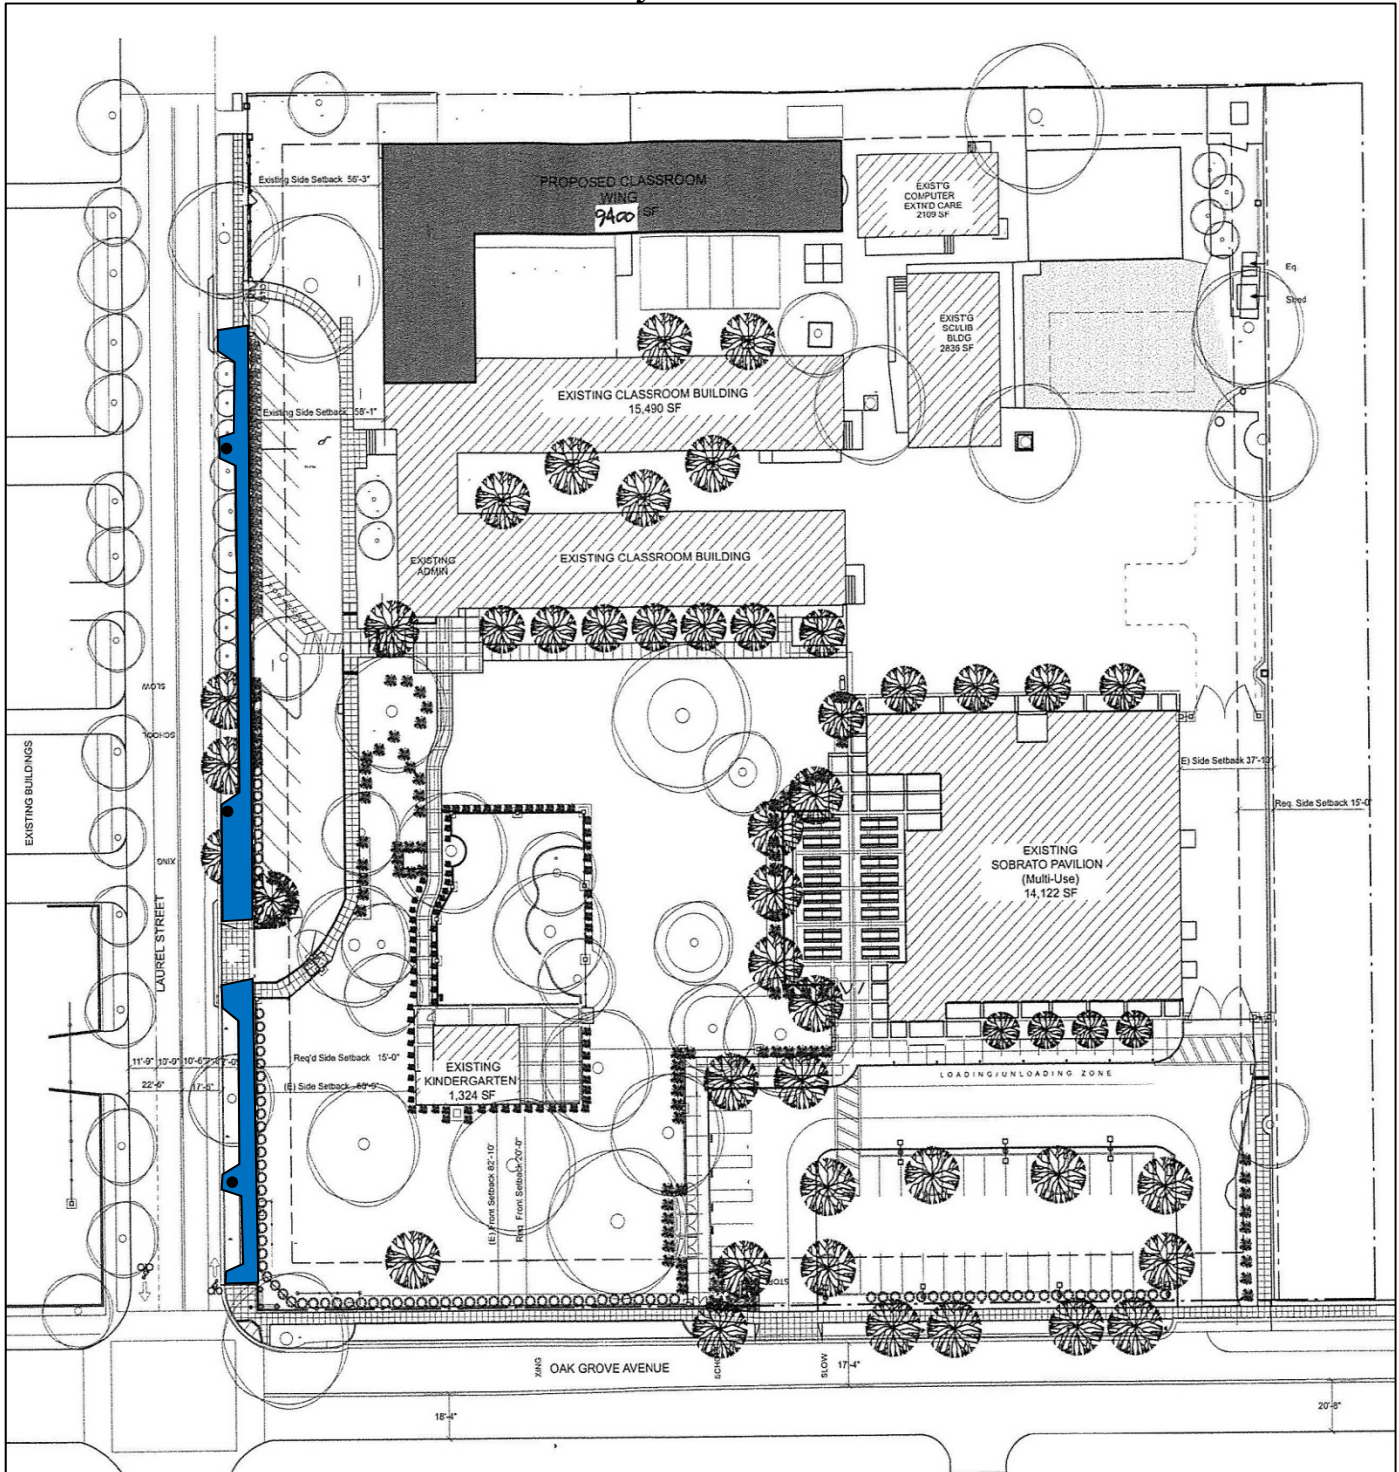 Existing Side Setback 56'-3"
PROPOSED CLASSROOM
WING
9400 SF
EXIST'G
COMPUTER
EXTN'D CARE
2109 SF
Eq.
Shed
EXIST'G
SCI/LIB
BLDG
2836 SF
EXISTING CLASSROOM BUILDING
15,490 SF
Existing Side Setback 58'-1"
EXISTING
ADMIN
EXISTING CLASSROOM BUILDING
SLOW
SCHOOL
XING
EXISTING BUILDINGS
LAUREL STREET
(E) Side Setback 37'-10"
Req. Side Setback 15'-0"
EXISTING
SOBRATO PAVILION
(Multi-Use)
14,122 SF
11'-9" 10'-9" 10'-6"
22'-6" 17'-6"
Req'd Side Setback 15'-0"
(E) Side Setback
EXISTING
KINDERGARTEN
1,324 SF
LOADING/UNLOADING ZONE
(E) Front Setback 82'-10"
Req. Front Setback 20'-0"
STOP
XING
OAK GROVE AVENUE
SLOW
17'-4"
18'-4"
20'-8"